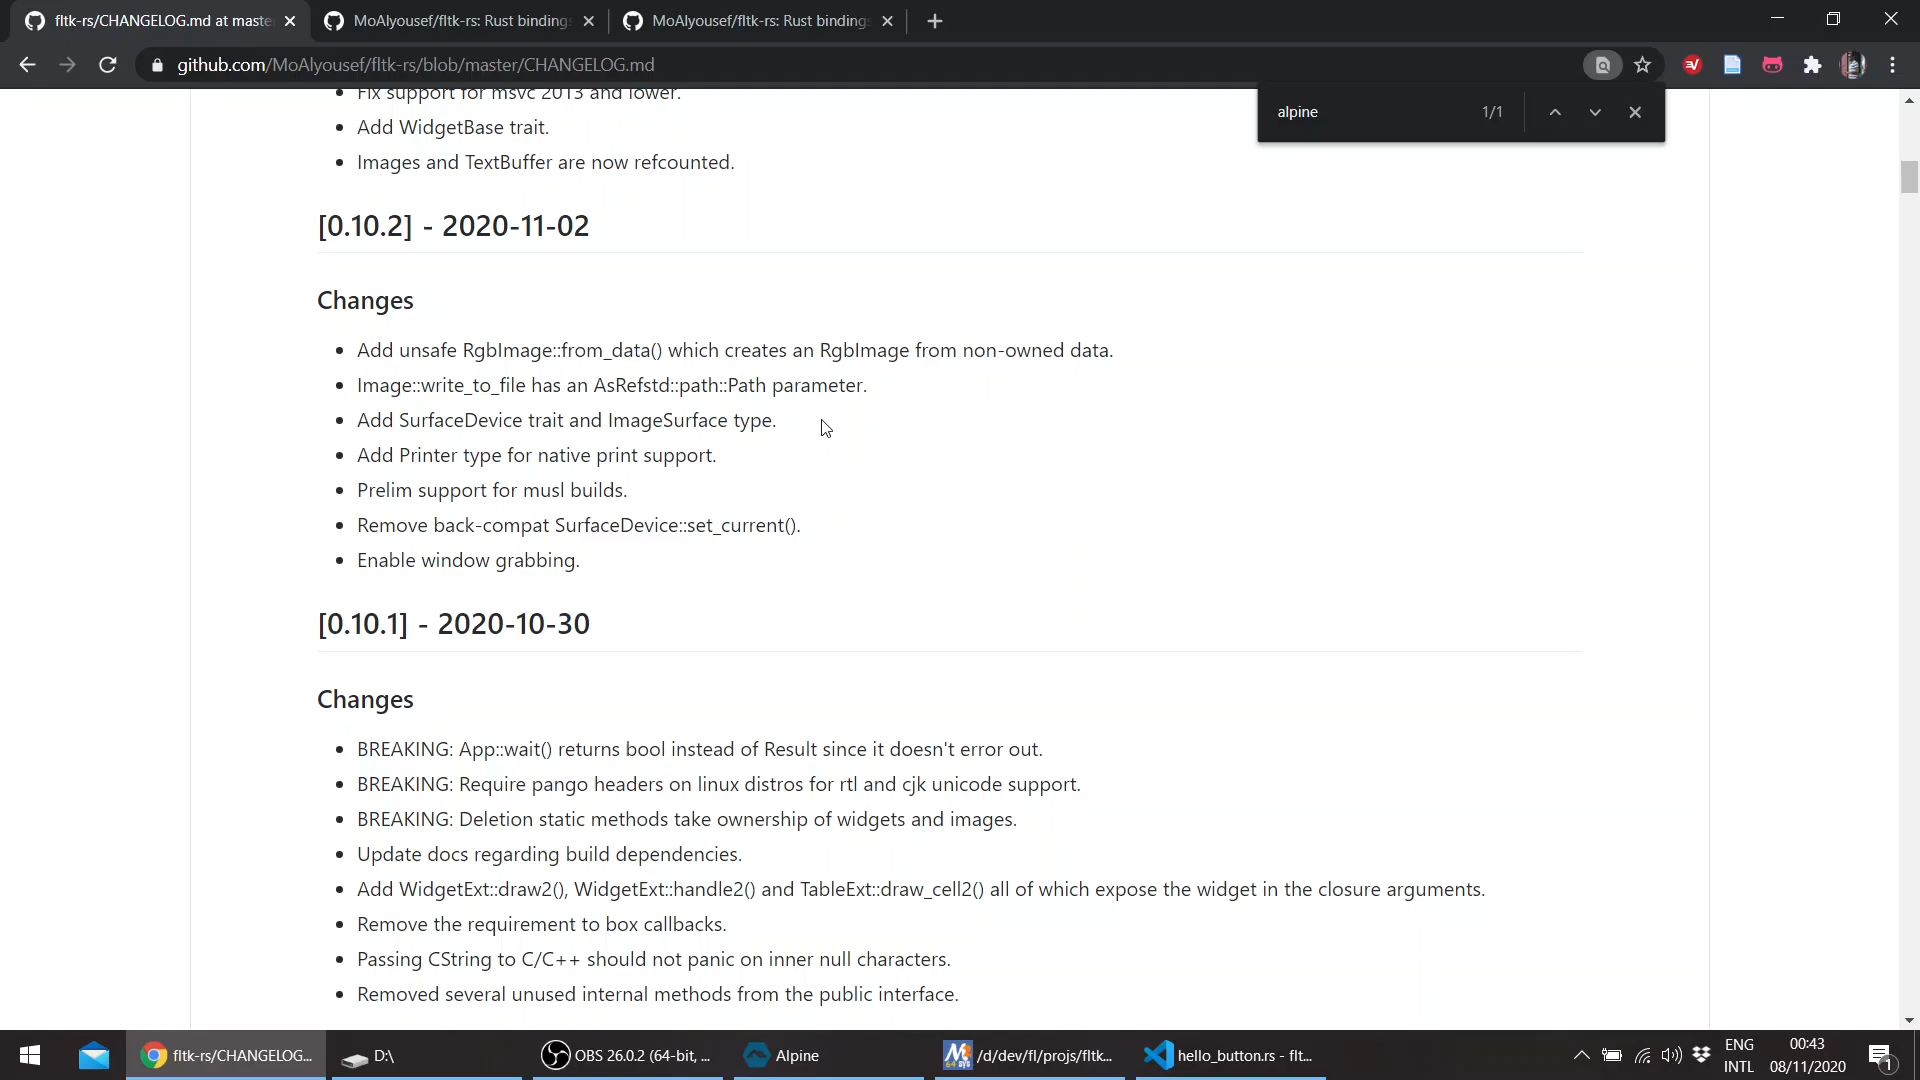 fltk-rs/CHANGELOG.md at maste
MoAlyousef/fltk-rs: Rust binding
MoAlyousef/fltk-rs: Rust binding
github.com/MoAlyousef/fltk-rs/blob/master/CHANGELOG.md
alpine 1/1
Fix support for msvc 2013 and lower.
Add WidgetBase trait.
Images and TextBuffer are now refcounted.
[0.10.2] - 2020-11-02
Changes
Add unsafe RgbImage::from_data() which creates an RgbImage from non-owned data.
Image::write_to_file has an AsRefstd::path::Path parameter.
Add SurfaceDevice trait and ImageSurface type.
Add Printer type for native print support.
Prelim support for musl builds.
Remove back-compat SurfaceDevice::set_current().
Enable window grabbing.
[0.10.1] - 2020-10-30
Changes
BREAKING: App::wait() returns bool instead of Result since it doesn't error out.
BREAKING: Require pango headers on linux distros for rtl and cjk unicode support.
BREAKING: Deletion static methods take ownership of widgets and images.
Update docs regarding build dependencies.
Add WidgetExt::draw2(), WidgetExt::handle2() and TableExt::draw_cell2() all of which expose the widget in the closure arguments.
Remove the requirement to box callbacks.
Passing CString to C/C++ should not panic on inner null characters.
Removed several unused internal methods from the public interface.
fltk-rs/CHANGELOG...
D:\
OBS 26.0.2 (64-bit, ...
Alpine
/d/dev/fl/projs/fltk...
hello_button.rs - flt...
ENG
INTL
00:43
08/11/2020
1